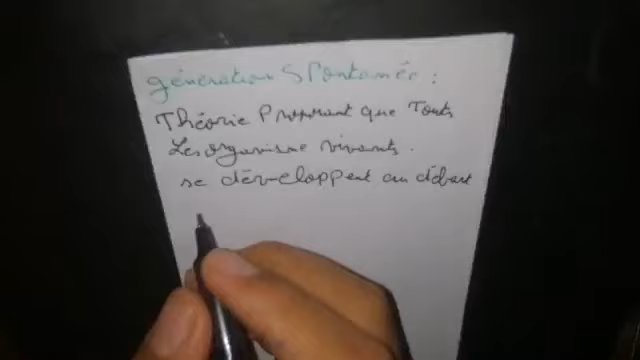 génération Spontanée :
Théorie Proposant que Touts
Les organisme vivants.
se développent au début